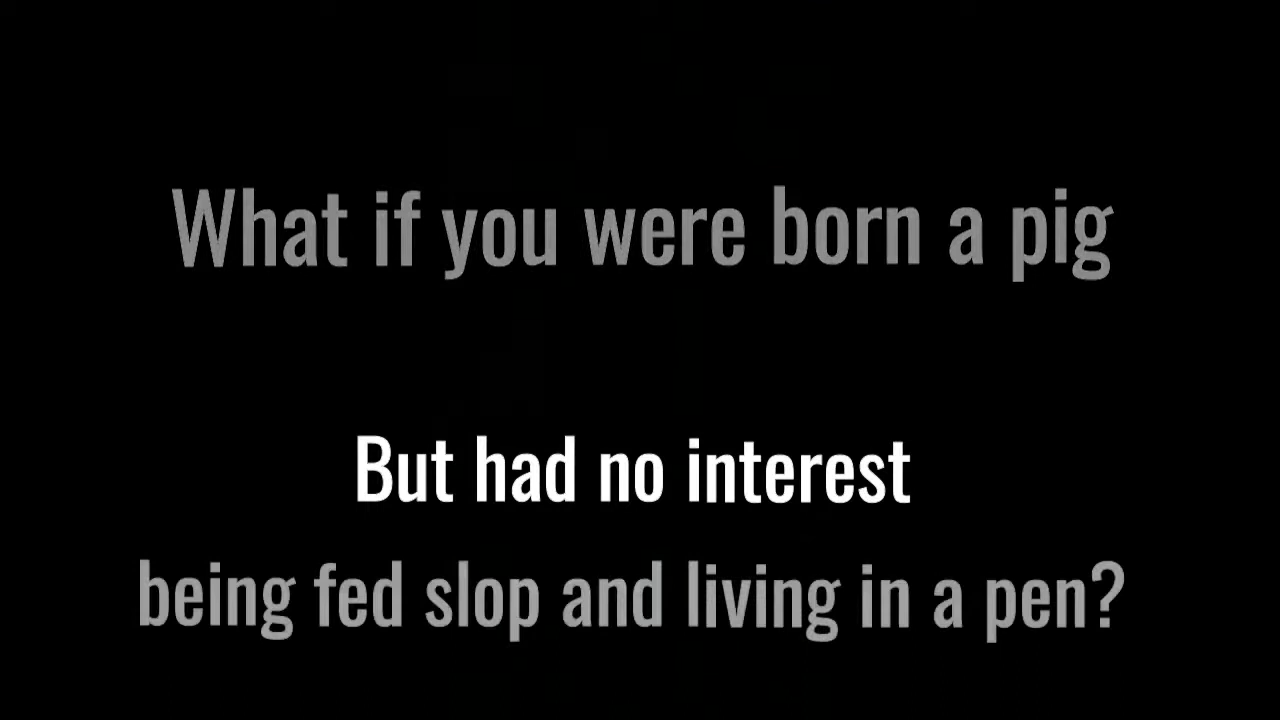 What if you were born a pig
But had no interest
being fed slop and living in a pen?